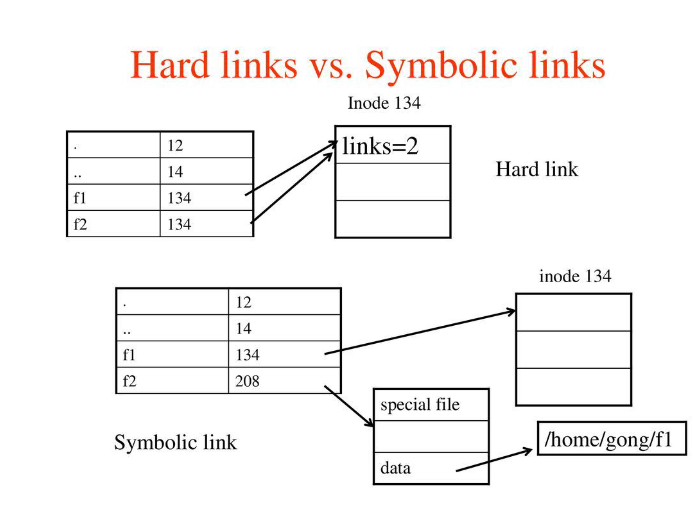 Hard links vs. Symbolic links
Inode 134
. 12
.. 14
f1 134
f2 134
links=2
Hard link
inode 134
. 12
.. 14
f1 134
f2 208
special file
data
/home/gong/f1
Symbolic link